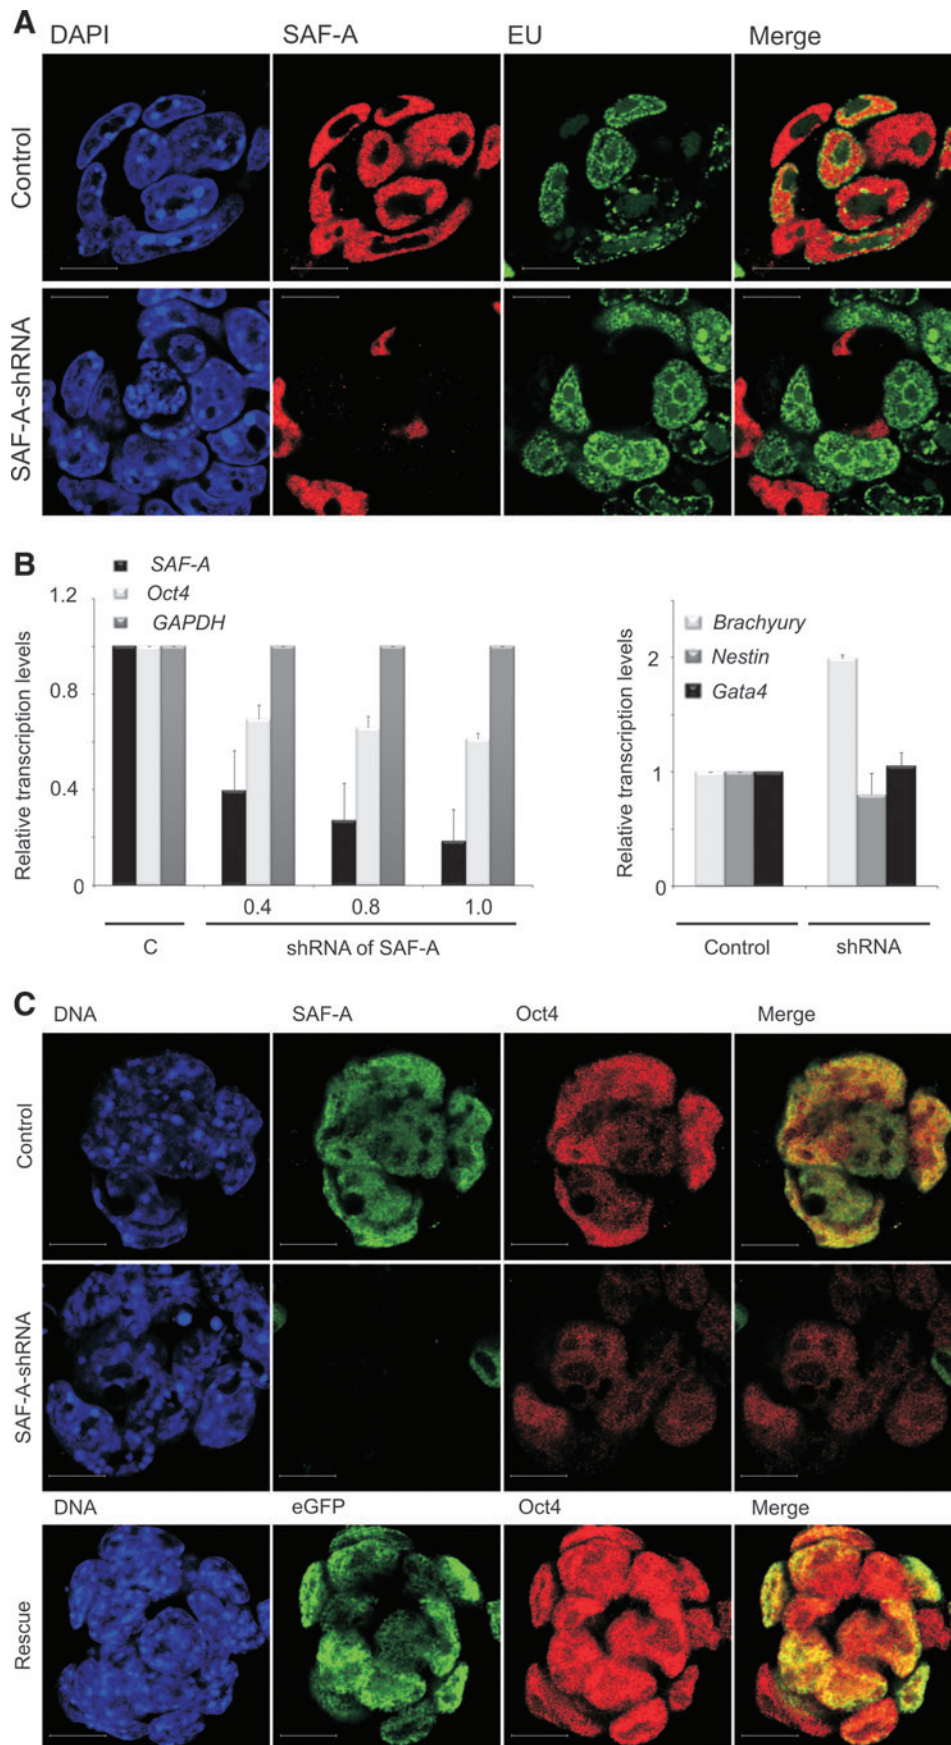 A
DAPI SAF-A EU Merge
Control
SAF-A-shRNA
B
SAF-A
Oct4
GAPDH
Relative transcription levels
1.2
0.8
0.4
0
0.4 0.8 1.0
C shRNA of SAF-A
Brachyury
Nestin
Gata4
Relative transcription levels
2
1
0
Control shRNA
C
DNA SAF-A Oct4 Merge
Control
SAF-A-shRNA
DNA eGFP Oct4 Merge
Rescue